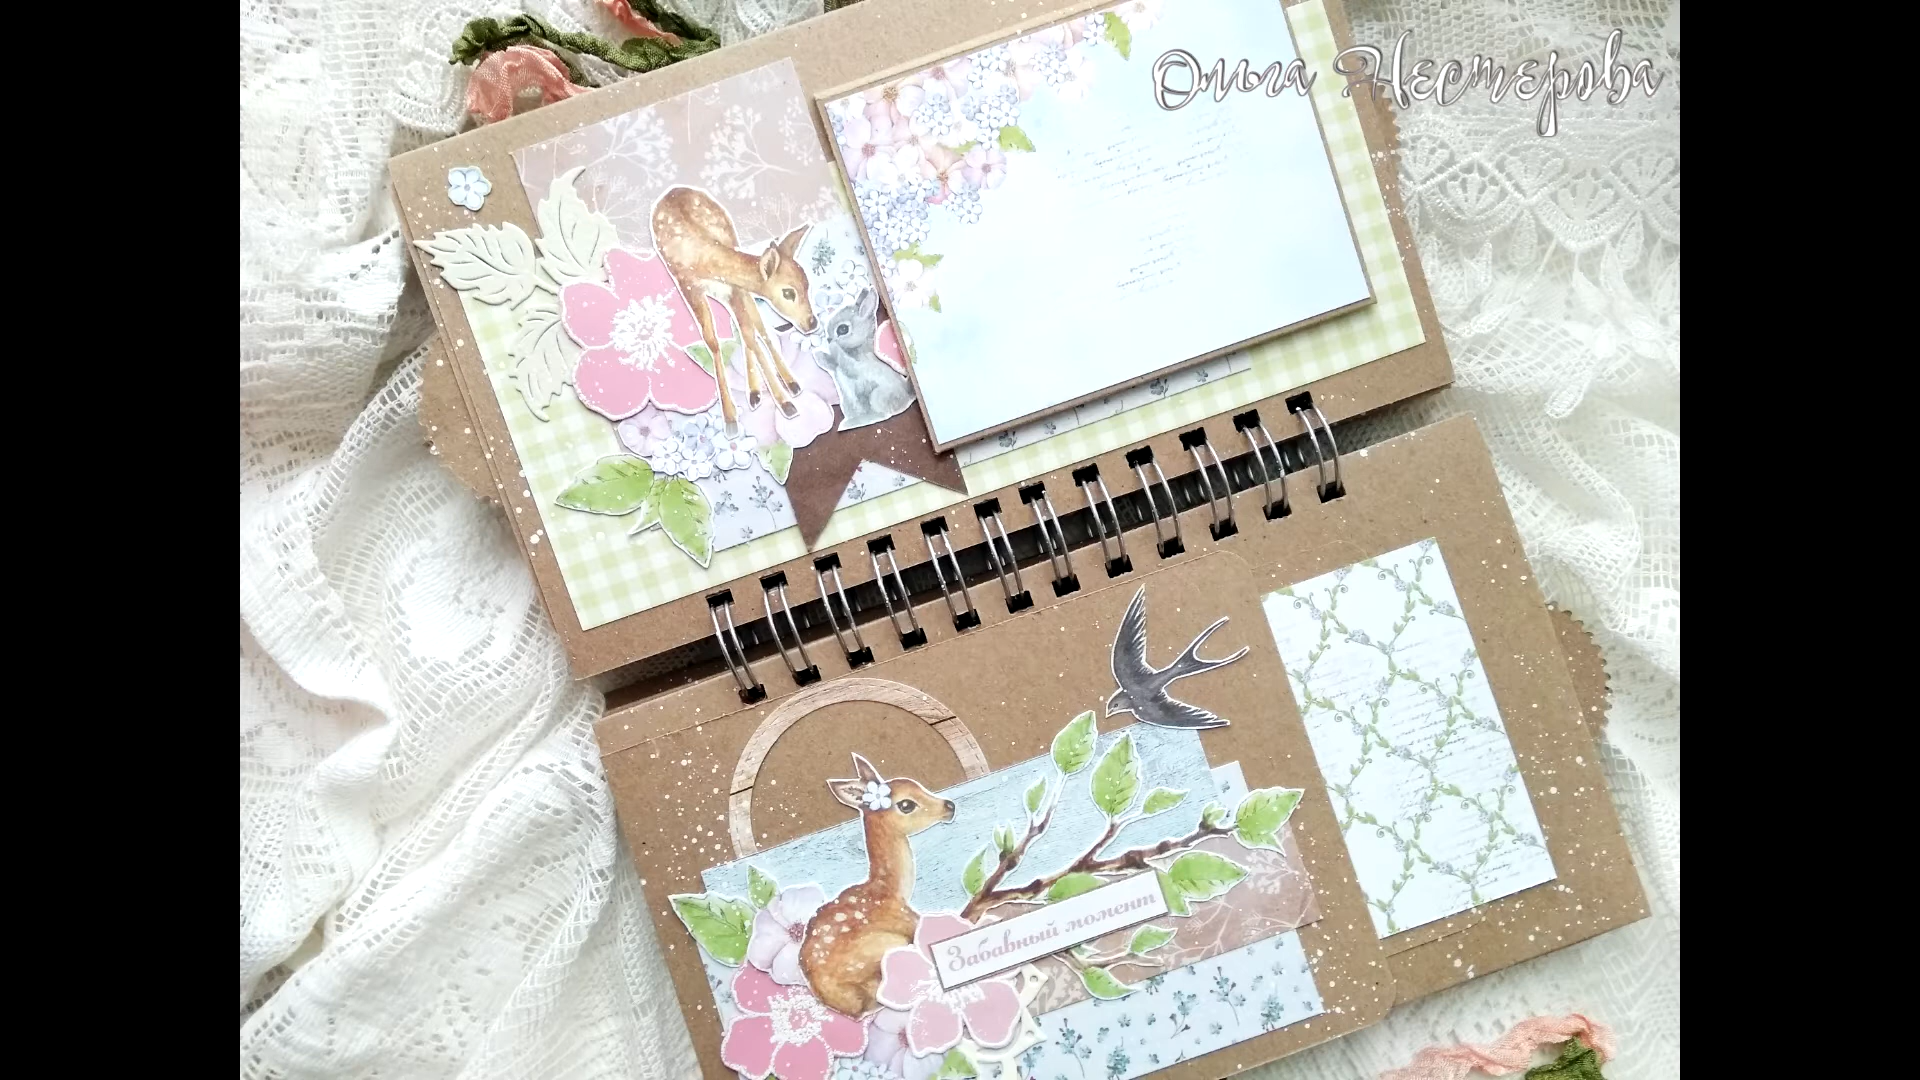 Ольга Нестерова
Забавный момент